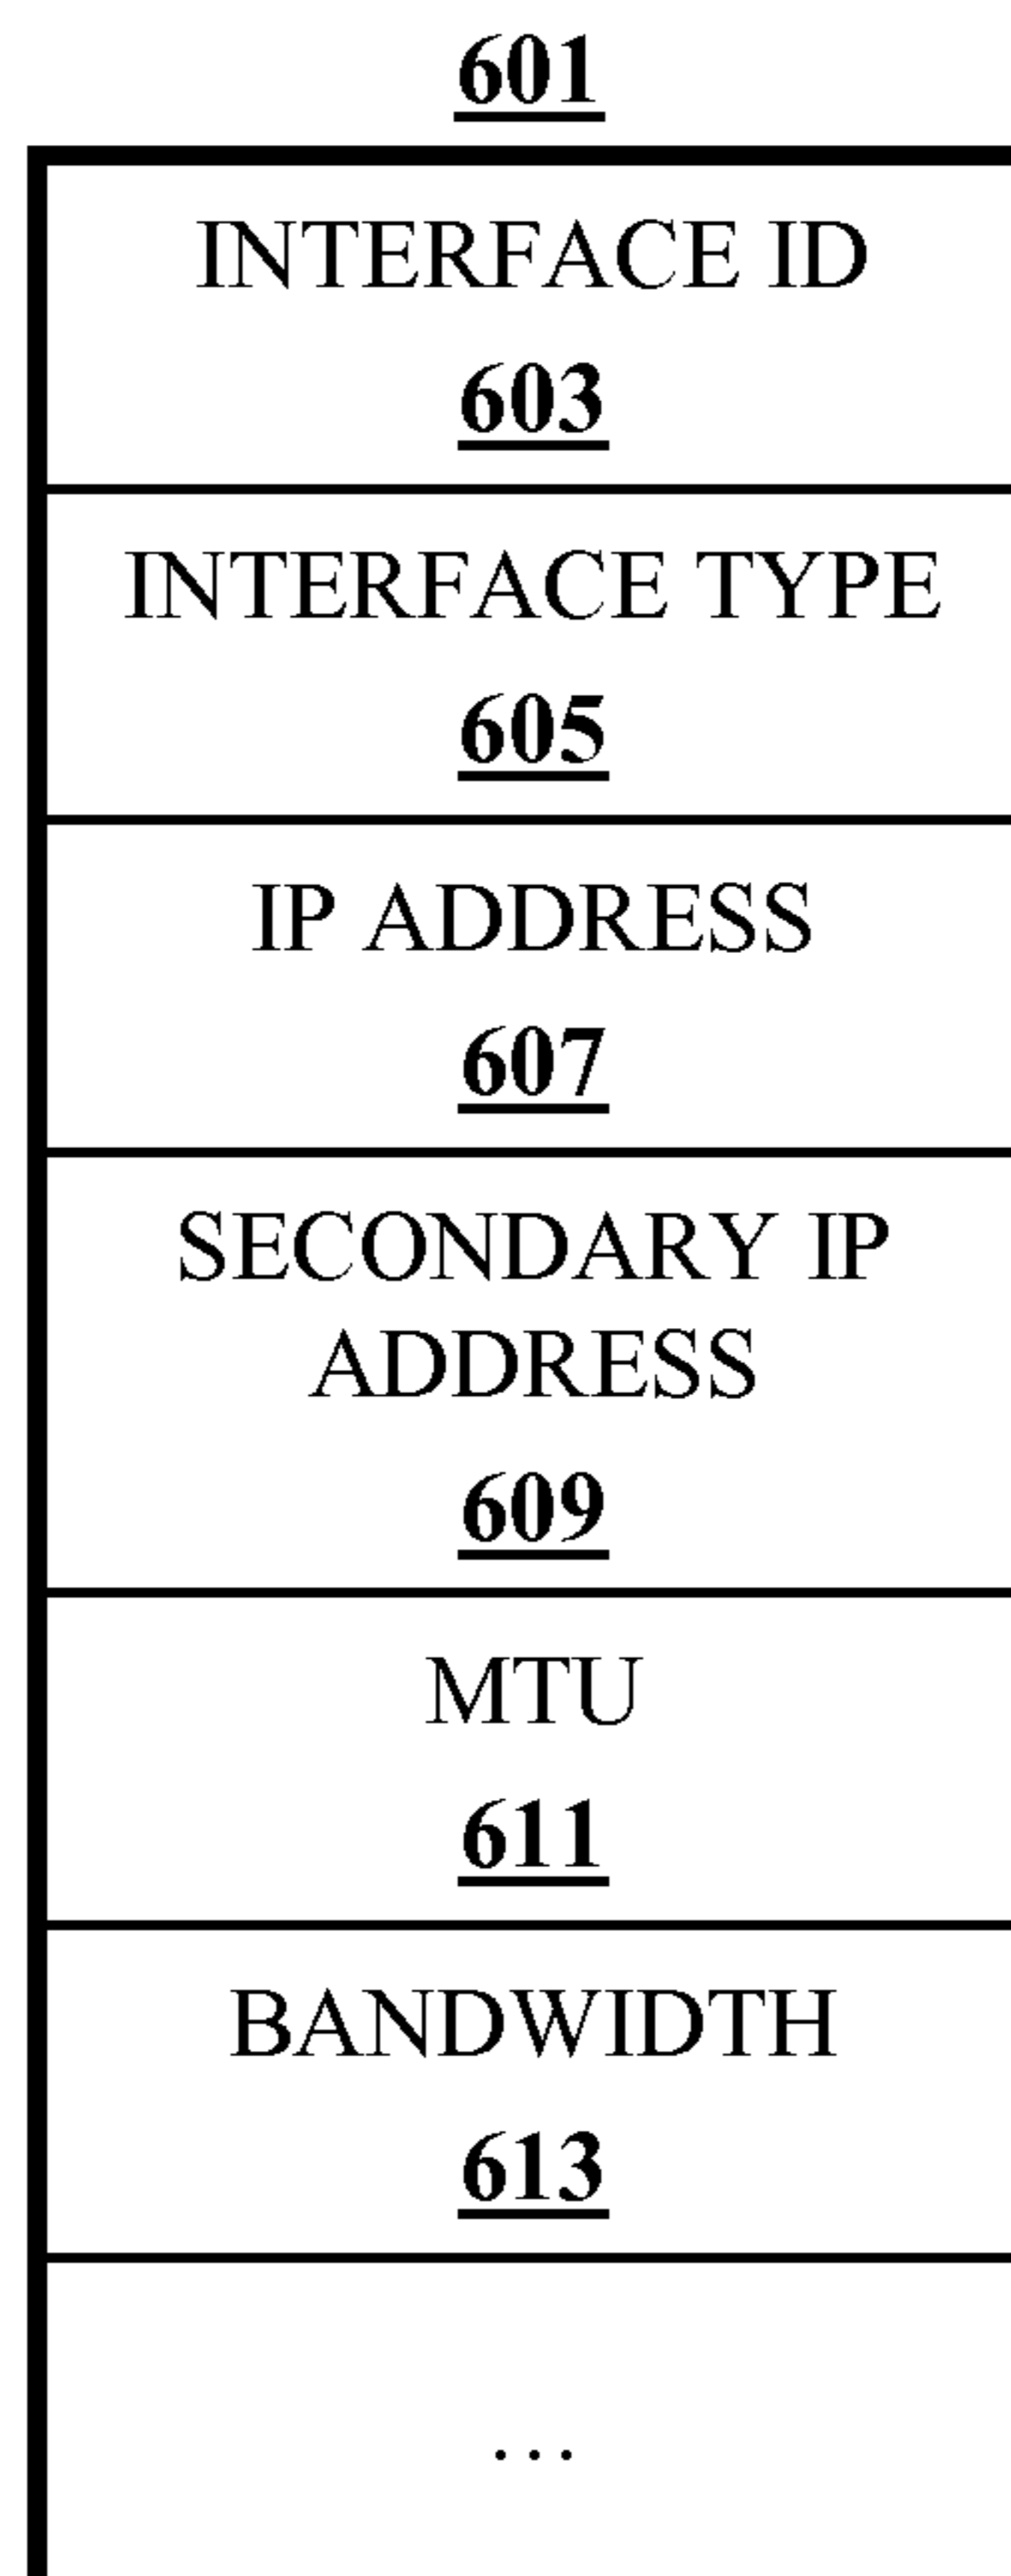 601
INTERFACE ID
603
INTERFACE TYPE
605
IP ADDRESS
607
SECONDARY IP
ADDRESS
609
MTU
611
BANDWIDTH
613
...